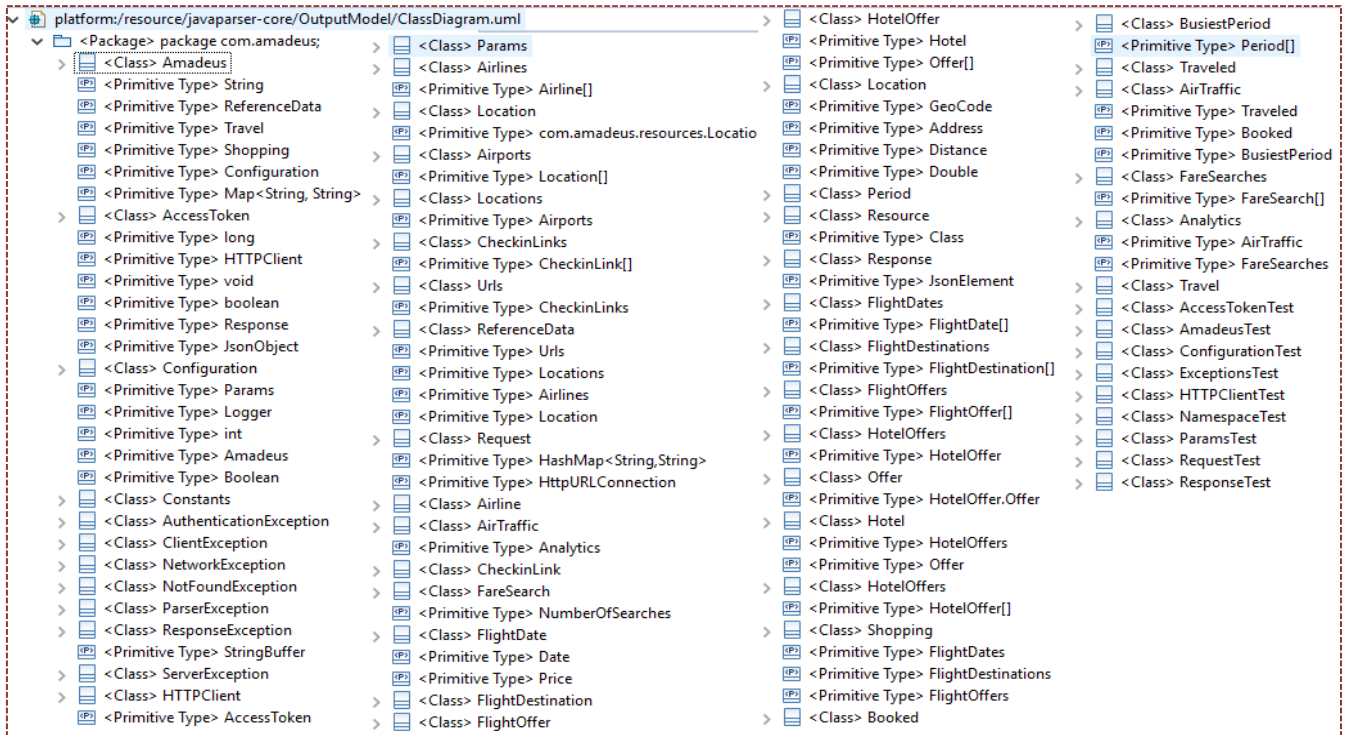 platform:/resource/javaparser-core/OutputModel/ClassDiagram.uml
<Package> package com.amadeus;
<Class> Amadeus
<Primitive Type> String
<Primitive Type> ReferenceData
<Primitive Type> Travel
<Primitive Type> Shopping
<Primitive Type> Configuration
<Primitive Type> Map<String, String>
<Class> AccessToken
<Primitive Type> long
<Primitive Type> HTTPClient
<Primitive Type> void
<Primitive Type> boolean
<Primitive Type> Response
<Primitive Type> JsonObject
<Class> Configuration
<Primitive Type> Params
<Primitive Type> Logger
<Primitive Type> int
<Primitive Type> Amadeus
<Primitive Type> Boolean
<Class> Constants
<Class> AuthenticationException
<Class> ClientException
<Class> NetworkException
<Class> NotFoundException
<Class> ParserException
<Class> ResponseException
<Primitive Type> StringBuffer
<Class> ServerException
<Class> HTTPClient
<Primitive Type> AccessToken
<Class> Params
<Class> Airlines
<Primitive Type> Airline[]
<Class> Location
<Primitive Type> com.amadeus.resources.Locatio
<Class> Airports
<Primitive Type> Location[]
<Class> Locations
<Primitive Type> Airports
<Class> CheckinLinks
<Primitive Type> CheckinLink[]
<Class> Urls
<Primitive Type> CheckinLinks
<Class> ReferenceData
<Primitive Type> Urls
<Primitive Type> Locations
<Primitive Type> Airlines
<Primitive Type> Location
<Class> Request
<Primitive Type> HashMap<String,String>
<Primitive Type> HttpURLConnection
<Class> Airline
<Class> AirTraffic
<Primitive Type> Analytics
<Class> CheckinLink
<Class> FareSearch
<Primitive Type> NumberOfSearches
<Class> FlightDate
<Primitive Type> Date
<Primitive Type> Price
<Class> FlightDestination
<Class> FlightOffer
<Class> HotelOffer
<Primitive Type> Hotel
<Primitive Type> Offer[]
<Class> Location
<Primitive Type> GeoCode
<Primitive Type> Address
<Primitive Type> Distance
<Primitive Type> Double
<Class> Period
<Class> Resource
<Primitive Type> Class
<Class> Response
<Primitive Type> JsonElement
<Class> FlightDates
<Primitive Type> FlightDate[]
<Class> FlightDestinations
<Primitive Type> FlightDestination[]
<Class> FlightOffers
<Primitive Type> FlightOffer[]
<Class> HotelOffers
<Primitive Type> HotelOffer
<Class> Offer
<Primitive Type> HotelOffer.Offer
<Class> Hotel
<Primitive Type> HotelOffers
<Primitive Type> Offer
<Class> HotelOffers
<Primitive Type> HotelOffer[]
<Class> Shopping
<Primitive Type> FlightDates
<Primitive Type> FlightDestinations
<Primitive Type> FlightOffers
<Class> Booked
<Class> BusiestPeriod
<Primitive Type> Period[]
<Class> Traveled
<Class> AirTraffic
<Primitive Type> Traveled
<Primitive Type> Booked
<Primitive Type> BusiestPeriod
<Class> FareSearches
<Primitive Type> FareSearch[]
<Class> Analytics
<Primitive Type> AirTraffic
<Primitive Type> FareSearches
<Class> Travel
<Class> AccessTokenTest
<Class> AmadeusTest
<Class> ConfigurationTest
<Class> ExceptionsTest
<Class> HTTPClientTest
<Class> NamespaceTest
<Class> ParamsTest
<Class> RequestTest
<Class> ResponseTest